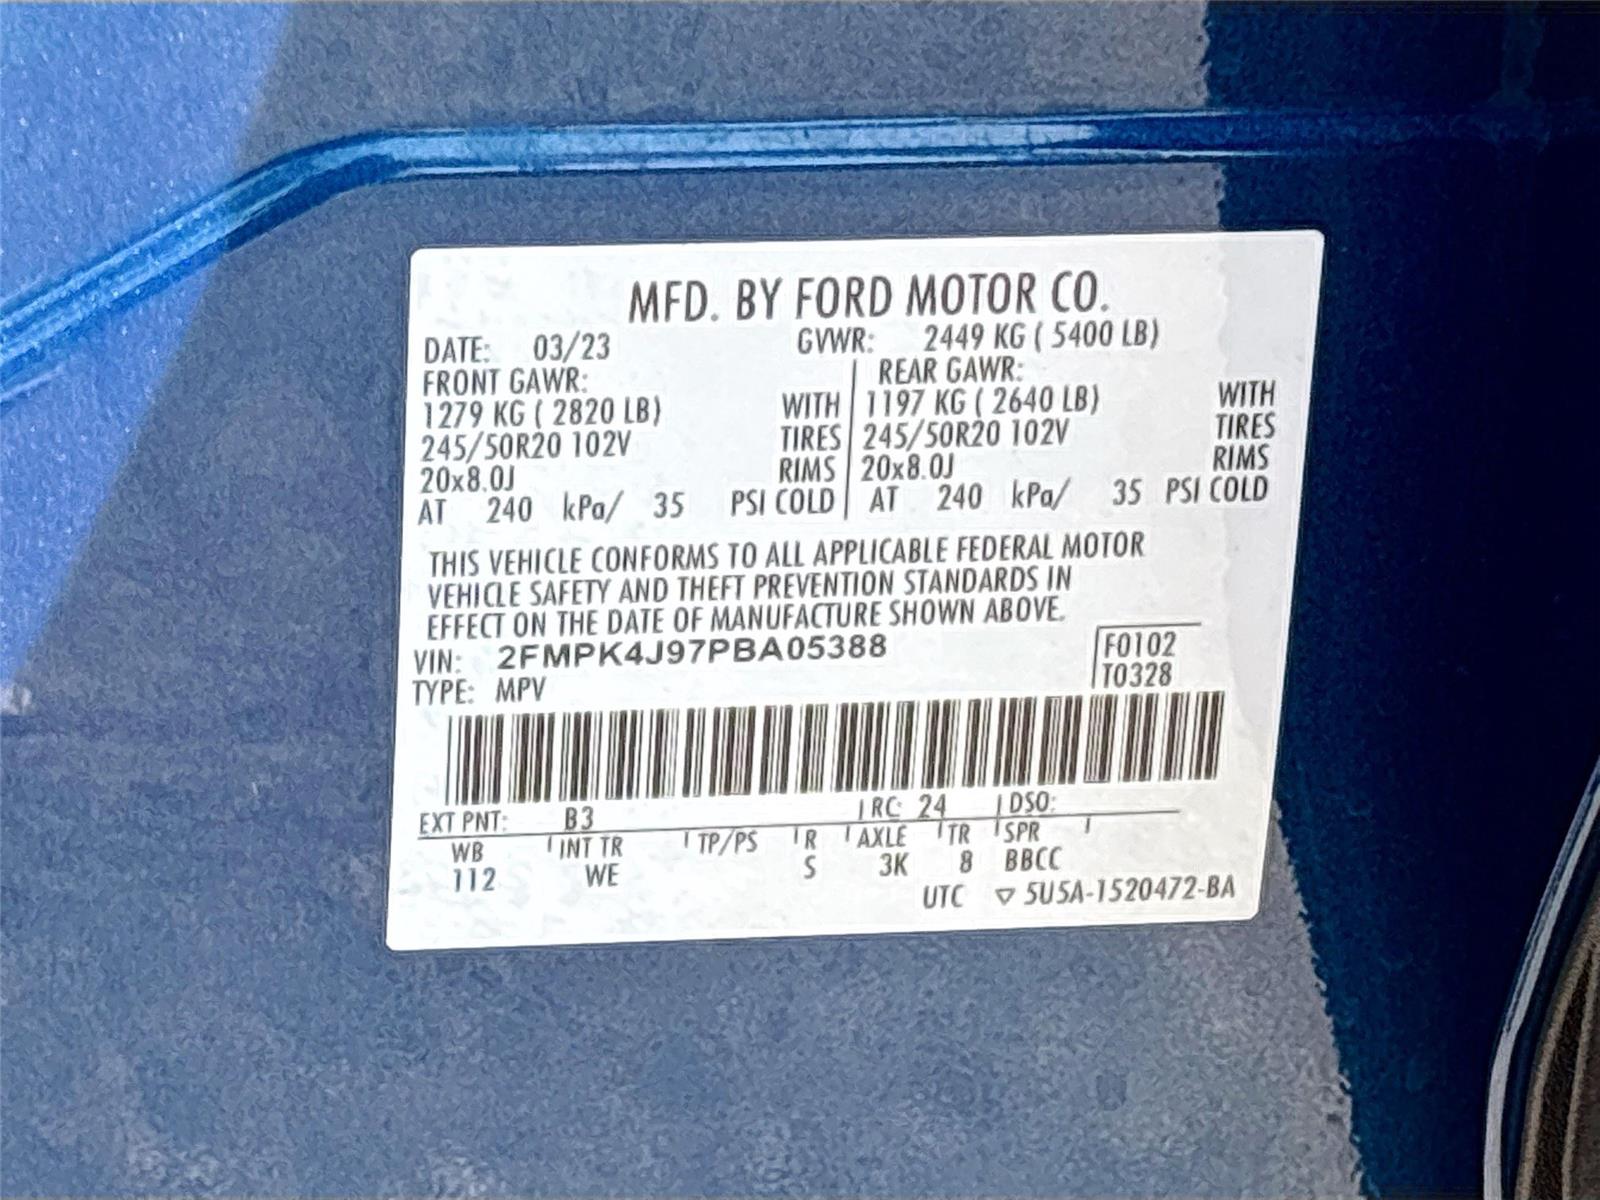 MFD. BY FORD MOTOR CO.
DATE: 03/23 GVWR: 2449 KG ( 5400 LB)
FRONT GAWR: REAR GAWR:
1279 KG ( 2820 LB) WITH 1197 KG ( 2640 LB) WITH
245/50R20 102V TIRES 245/50R20 102V TIRES
20x8.0J RIMS 20x8.0J RIMS
AT 240 kPa/ 35 PSI COLD AT 240 kPa/ 35 PSI COLD
THIS VEHICLE CONFORMS TO ALL APPLICABLE FEDERAL MOTOR
VEHICLE SAFETY AND THEFT PREVENTION STANDARDS IN
EFFECT ON THE DATE OF MANUFACTURE SHOWN ABOVE.
VIN: 2FMPK4J97PBA05388 F0102
TYPE: MPV T0328
EXT PNT: B3 RC: 24 DSO:
WB INT TR TP/PS R AXLE TR SPR
112 WE S 3K 8 BBCC
UTC ▽ 5U5A-1520472-BA